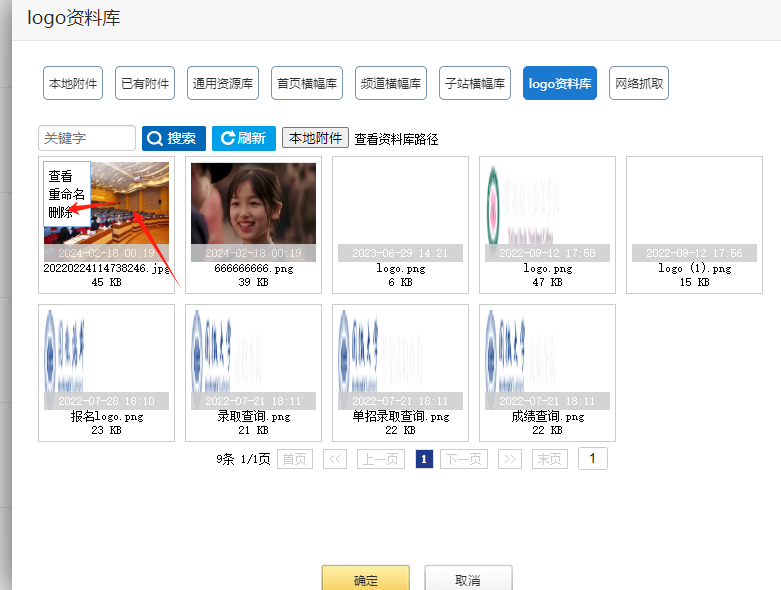 logo资料库
本地附件 已有附件 通用资源库 首页横幅库 频道横幅库 子站横幅库 logo资料库 网络抓取
关键字 搜索 刷新 本地附件 查看资料库路径
查看
重命名
删除
2024-02-18 00:19 2024-02-18 00:19 2023-06-29 14:21 2022-09-12 17:58 2022-09-12 17:56
20220224114738246.jpg 666666666.png logo.png logo.png logo (1).png
45 KB 39 KB 6 KB 47 KB 15 KB
2022-07-28 18:10 2022-07-21 18:11 2022-07-21 18:11 2022-07-21 18:11
报名logo.png 录取查询.png 单招录取查询.png 成绩查询.png
23 KB 21 KB 22 KB 22 KB
9条 1/1页 首页 << 上一页 1 下一页 >> 末页 1
确定 取消